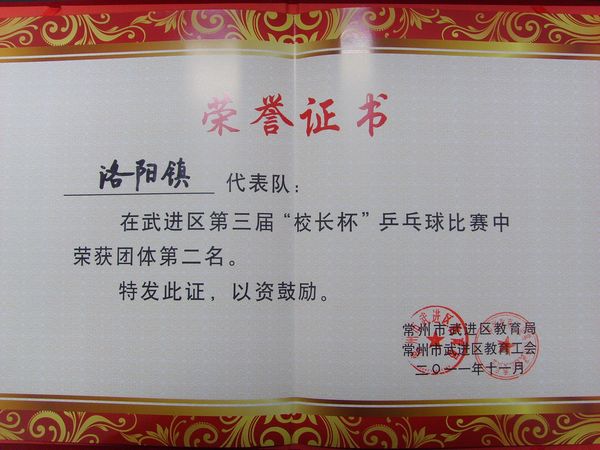 荣誉证书
洛阳镇 代表队：
在武进区第三届“校长杯”乒乓球比赛中
荣获团体第二名。
特发此证，以资鼓励。
常州市武进区教育局
常州市武进区教育工会
二〇一一年十一月